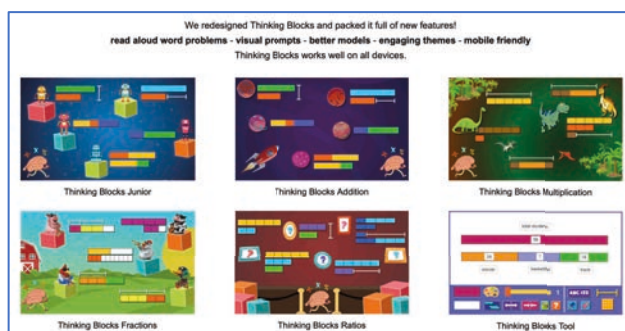 We redesigned Thinking Blocks and packed it full of new features!
read aloud word problems - visual prompts - better models - engaging themes - mobile friendly
Thinking Blocks works well on all devices.
Thinking Blocks Junior
Thinking Blocks Addition
Thinking Blocks Multiplication
Thinking Blocks Fractions
Thinking Blocks Ratios
Thinking Blocks Tool